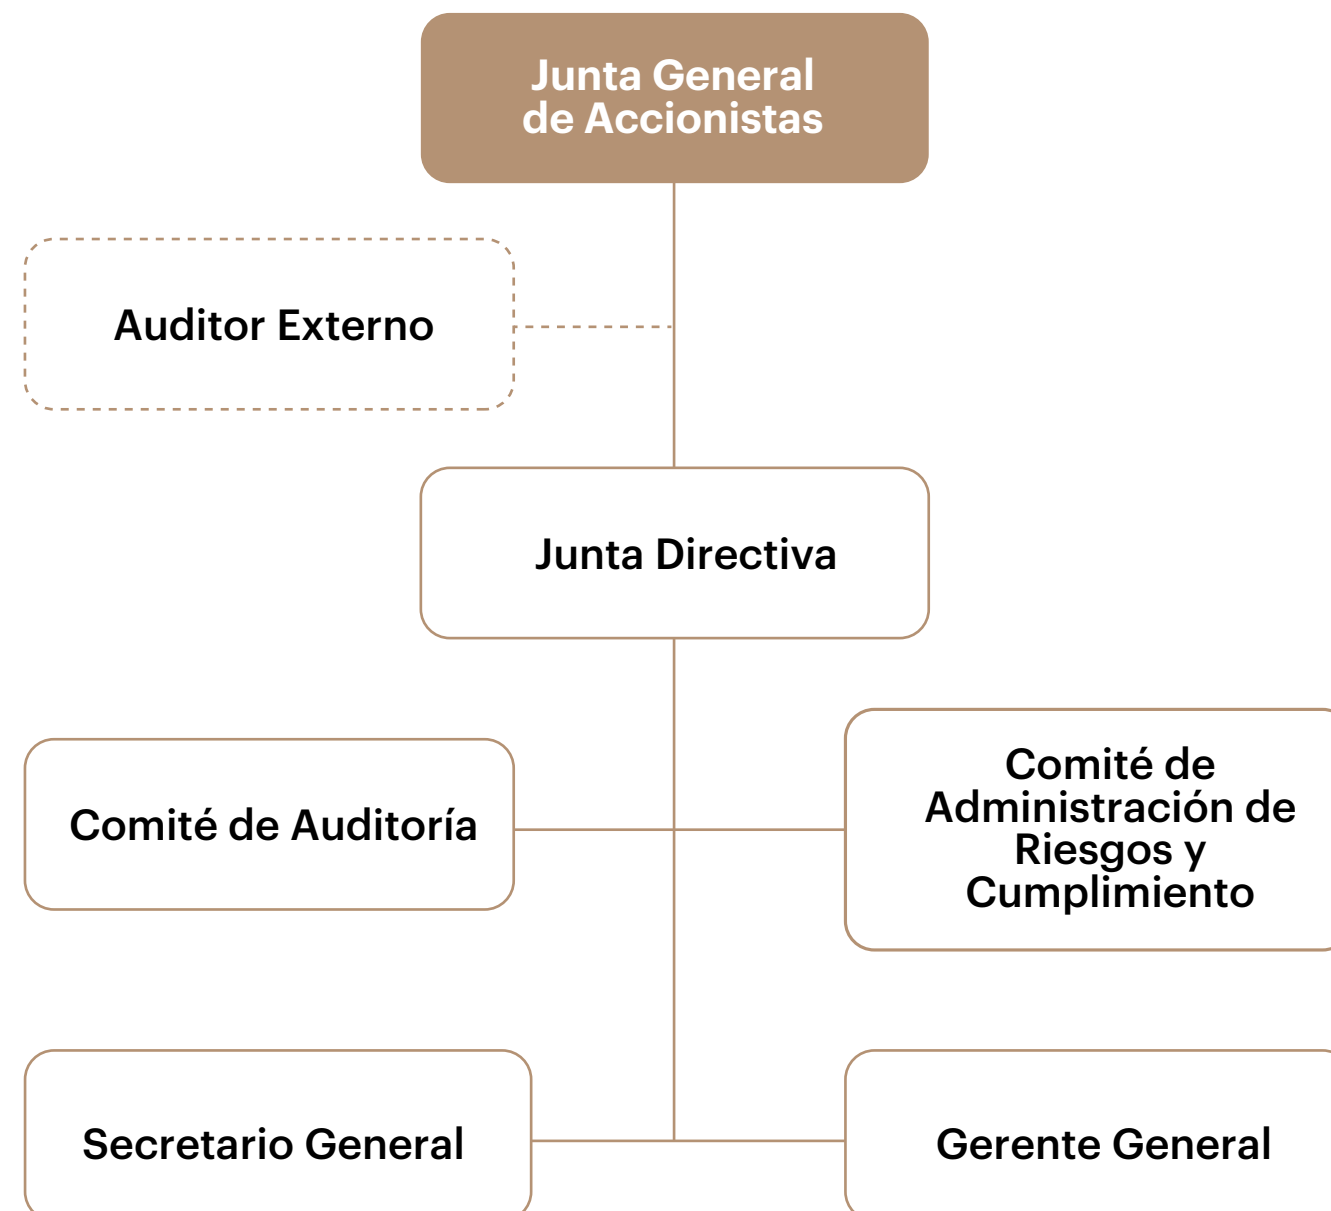 Junta General
de Accionistas
Auditor Externo
Junta Directiva
Comité de Auditoría
Comité de
Administración de
Riesgos y
Cumplimiento
Secretario General
Gerente General